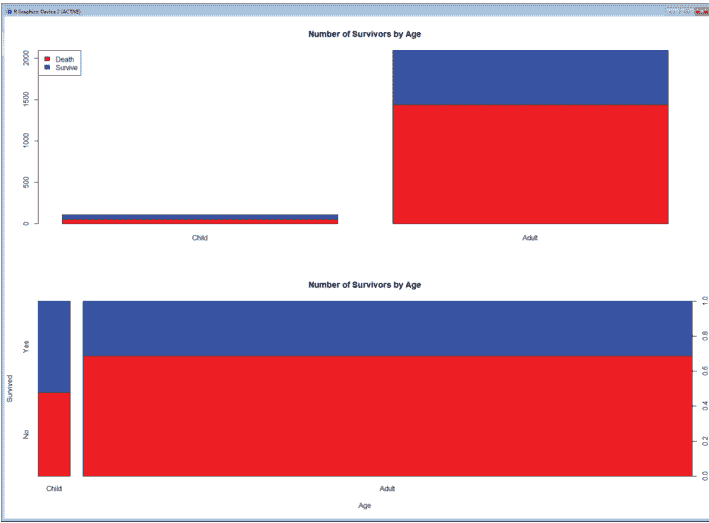 R Graphics: Device 2 (ACTIVE)
Number of Survivors by Age
Death
Survive
2000
1500
1000
500
0
Child
Adult
Number of Survivors by Age
Survived
Yes
No
1.0
0.8
0.6
0.4
0.2
0.0
Child
Adult
Age